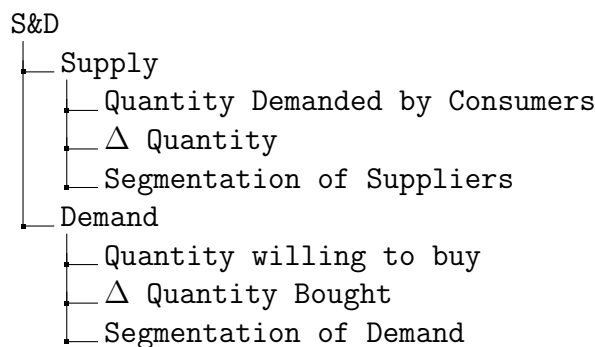 S&D
Supply
Quantity Demanded by Consumers
Δ Quantity
Segmentation of Suppliers
Demand
Quantity willing to buy
Δ Quantity Bought
Segmentation of Demand